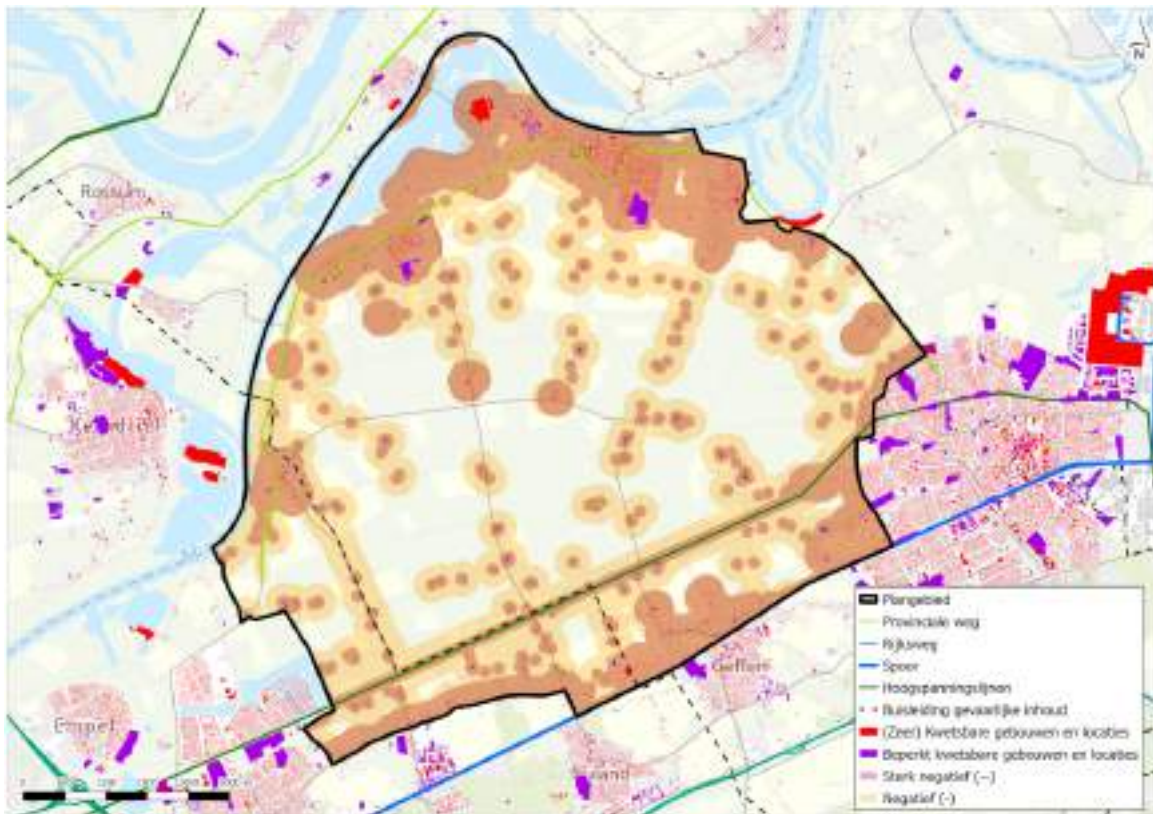 N
Rossum
Lith
Kerkdriel
Geffen
Empel
Plangebied
Provinciale weg
Rijksweg
Spoor
Hoogspanningslijnen
Buisleiding gevaarlijke inhoud
(Zeer) Kwetsbare gebouwen en locaties
Beperkt kwetsbare gebouwen en locaties
Sterk negatief (--)
Negatief (-)